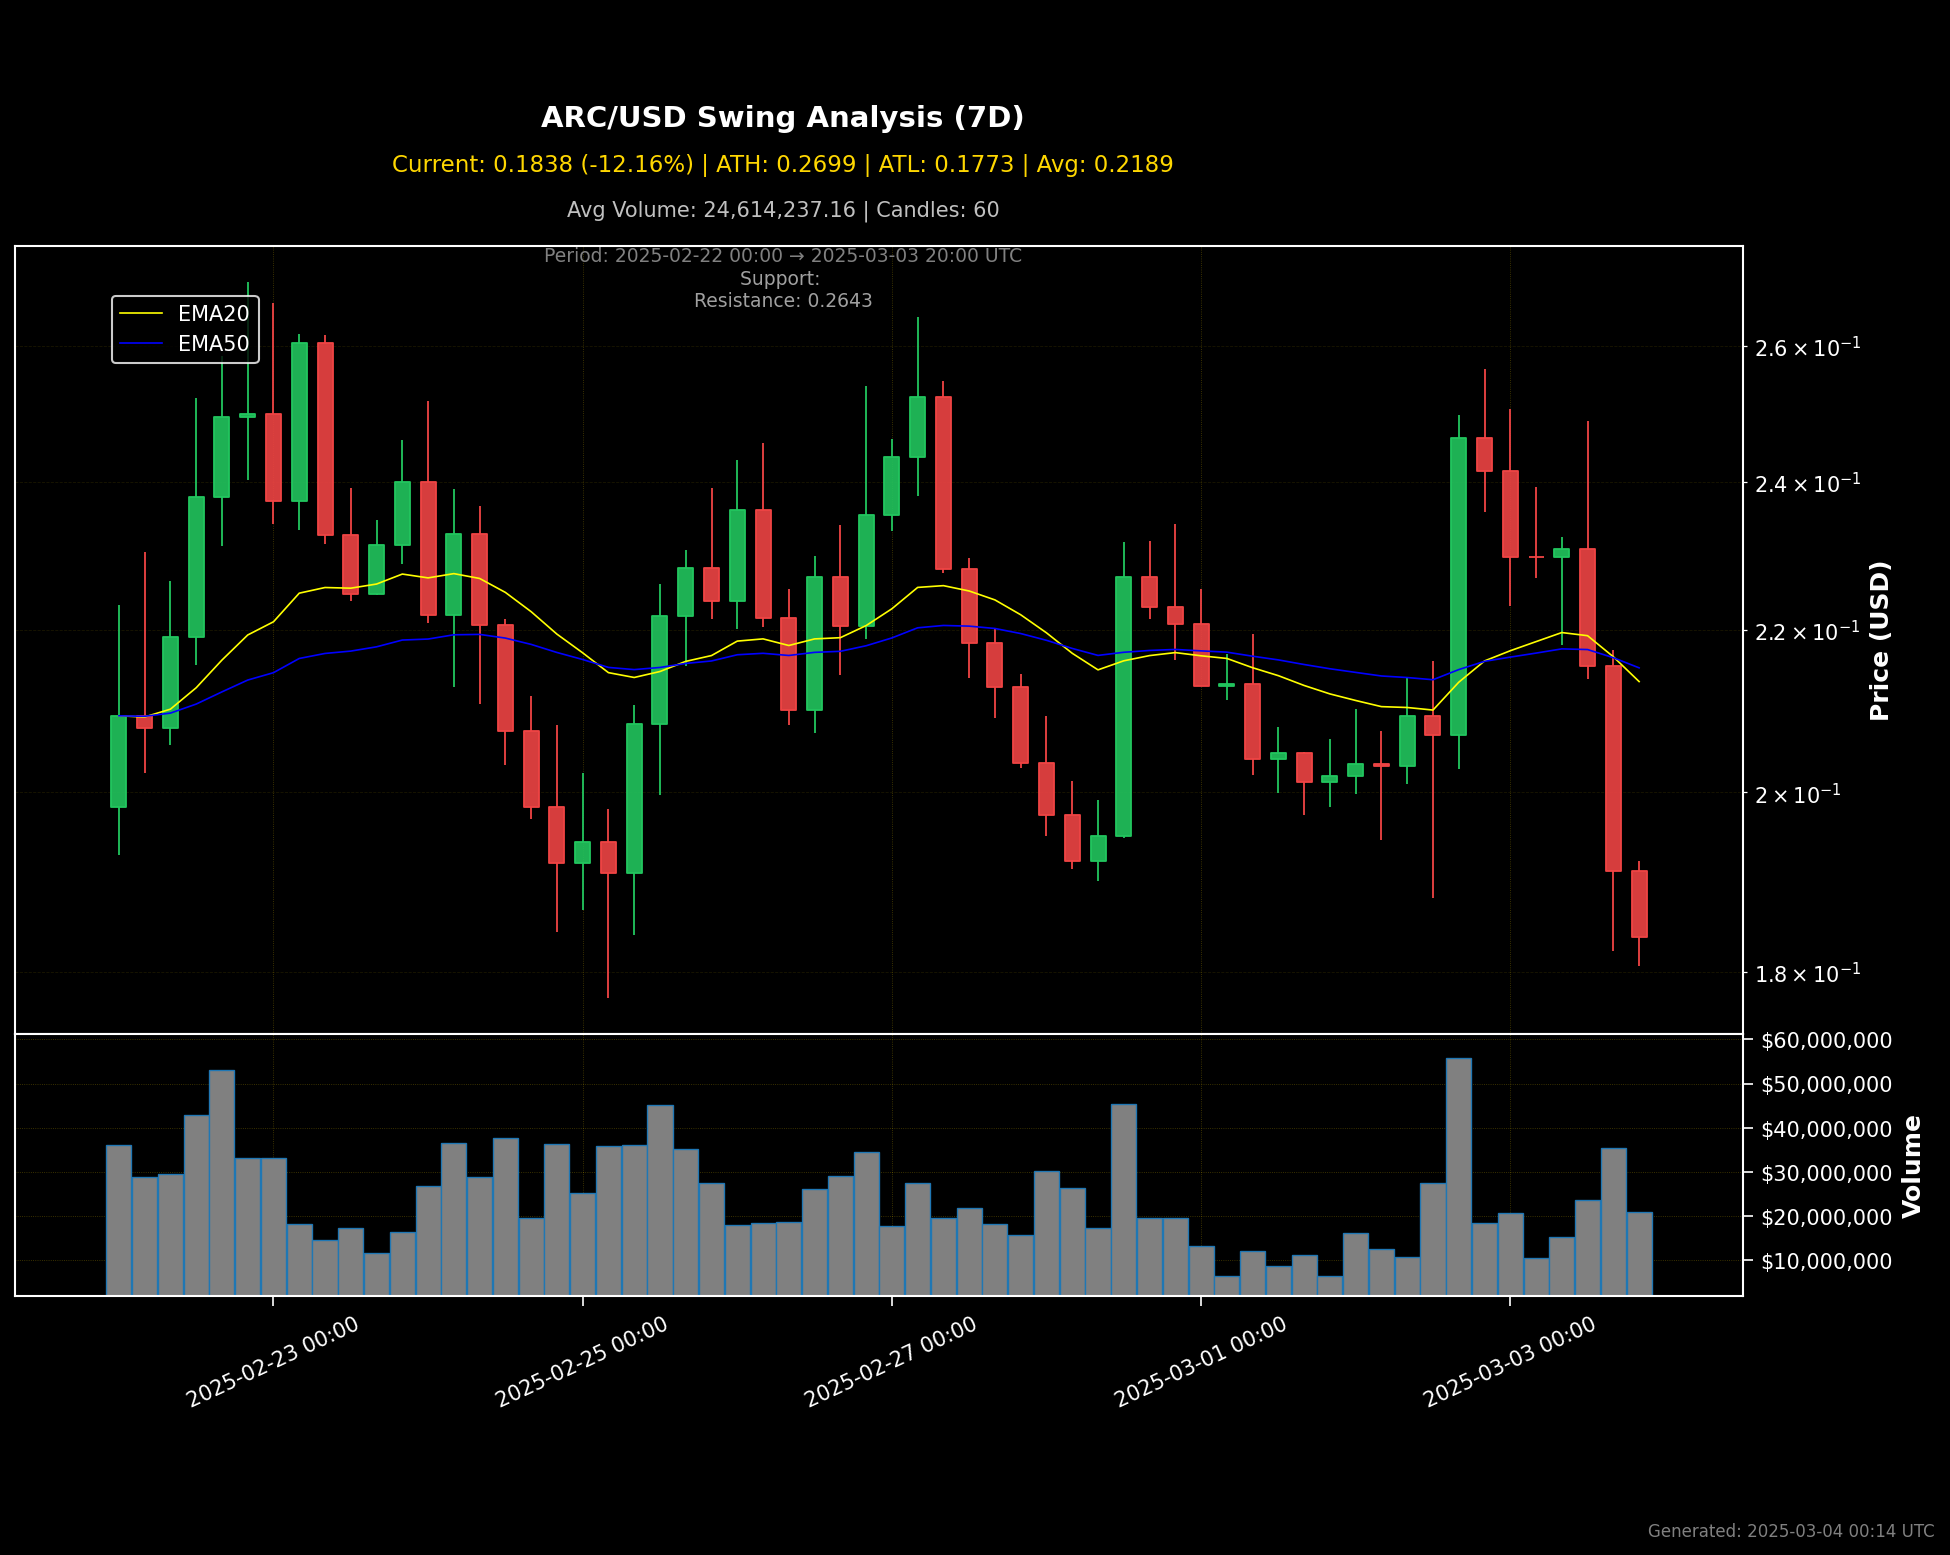 ARC/USD Swing Analysis (7D)
Current: 0.1838 (-12.16%) | ATH: 0.2699 | ATL: 0.1773 | Avg: 0.2189
Avg Volume: 24,614,237.16 | Candles: 60
Period: 2025-02-22 00:00 → 2025-03-03 20:00 UTC
Support:
Resistance: 0.2643
EMA20
EMA50
2.6 × 10⁻¹
2.4 × 10⁻¹
2.2 × 10⁻¹
2 × 10⁻¹
1.8 × 10⁻¹
Price (USD)
$60,000,000
$50,000,000
$40,000,000
$30,000,000
$20,000,000
$10,000,000
Volume
2025-02-23 00:00
2025-02-25 00:00
2025-02-27 00:00
2025-03-01 00:00
2025-03-03 00:00
Generated: 2025-03-04 00:14 UTC